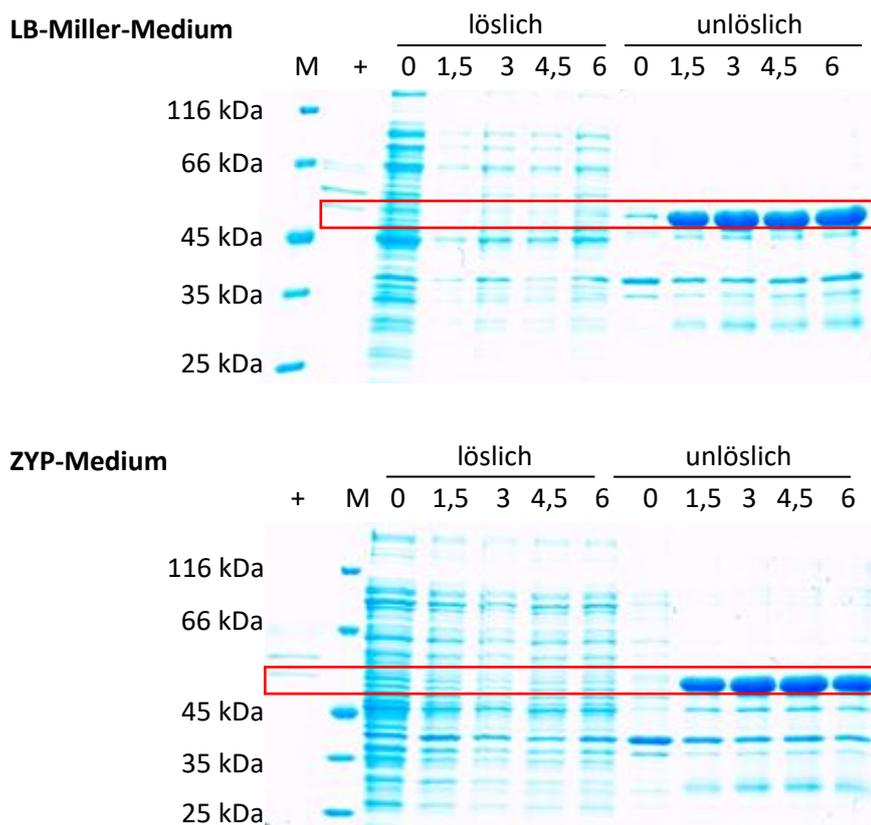 LB-Miller-Medium
löslich unlöslich
M + 0 1,5 3 4,5 6 0 1,5 3 4,5 6
116 kDa
66 kDa
45 kDa
35 kDa
25 kDa
ZYP-Medium
löslich unlöslich
+ M 0 1,5 3 4,5 6 0 1,5 3 4,5 6
116 kDa
66 kDa
45 kDa
35 kDa
25 kDa